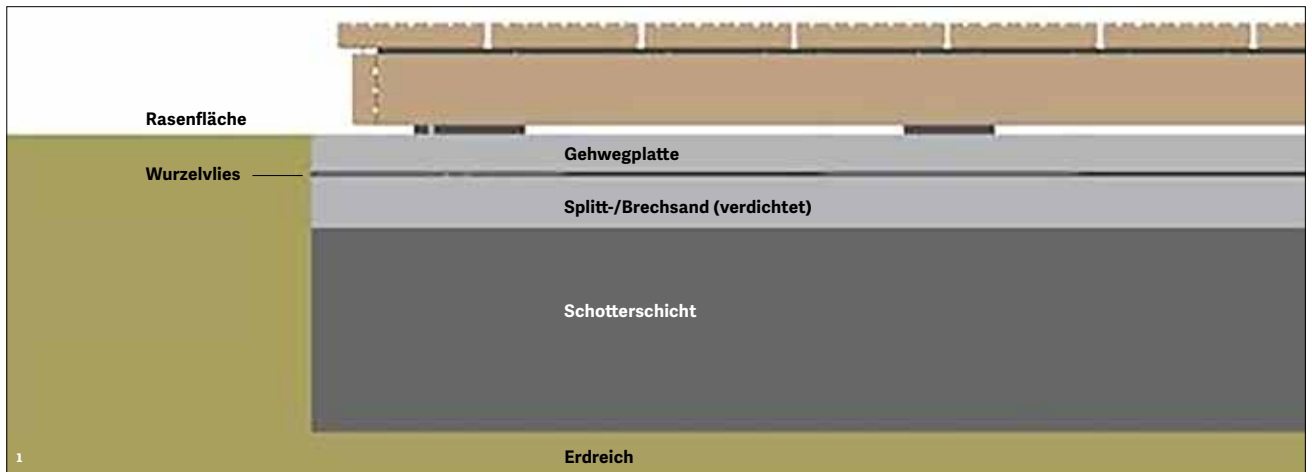 Rasenfläche
Gehwegplatte
Wurzelvlies
Splitt-/Brechsand (verdichtet)
Schotterschicht
Erdreich
1